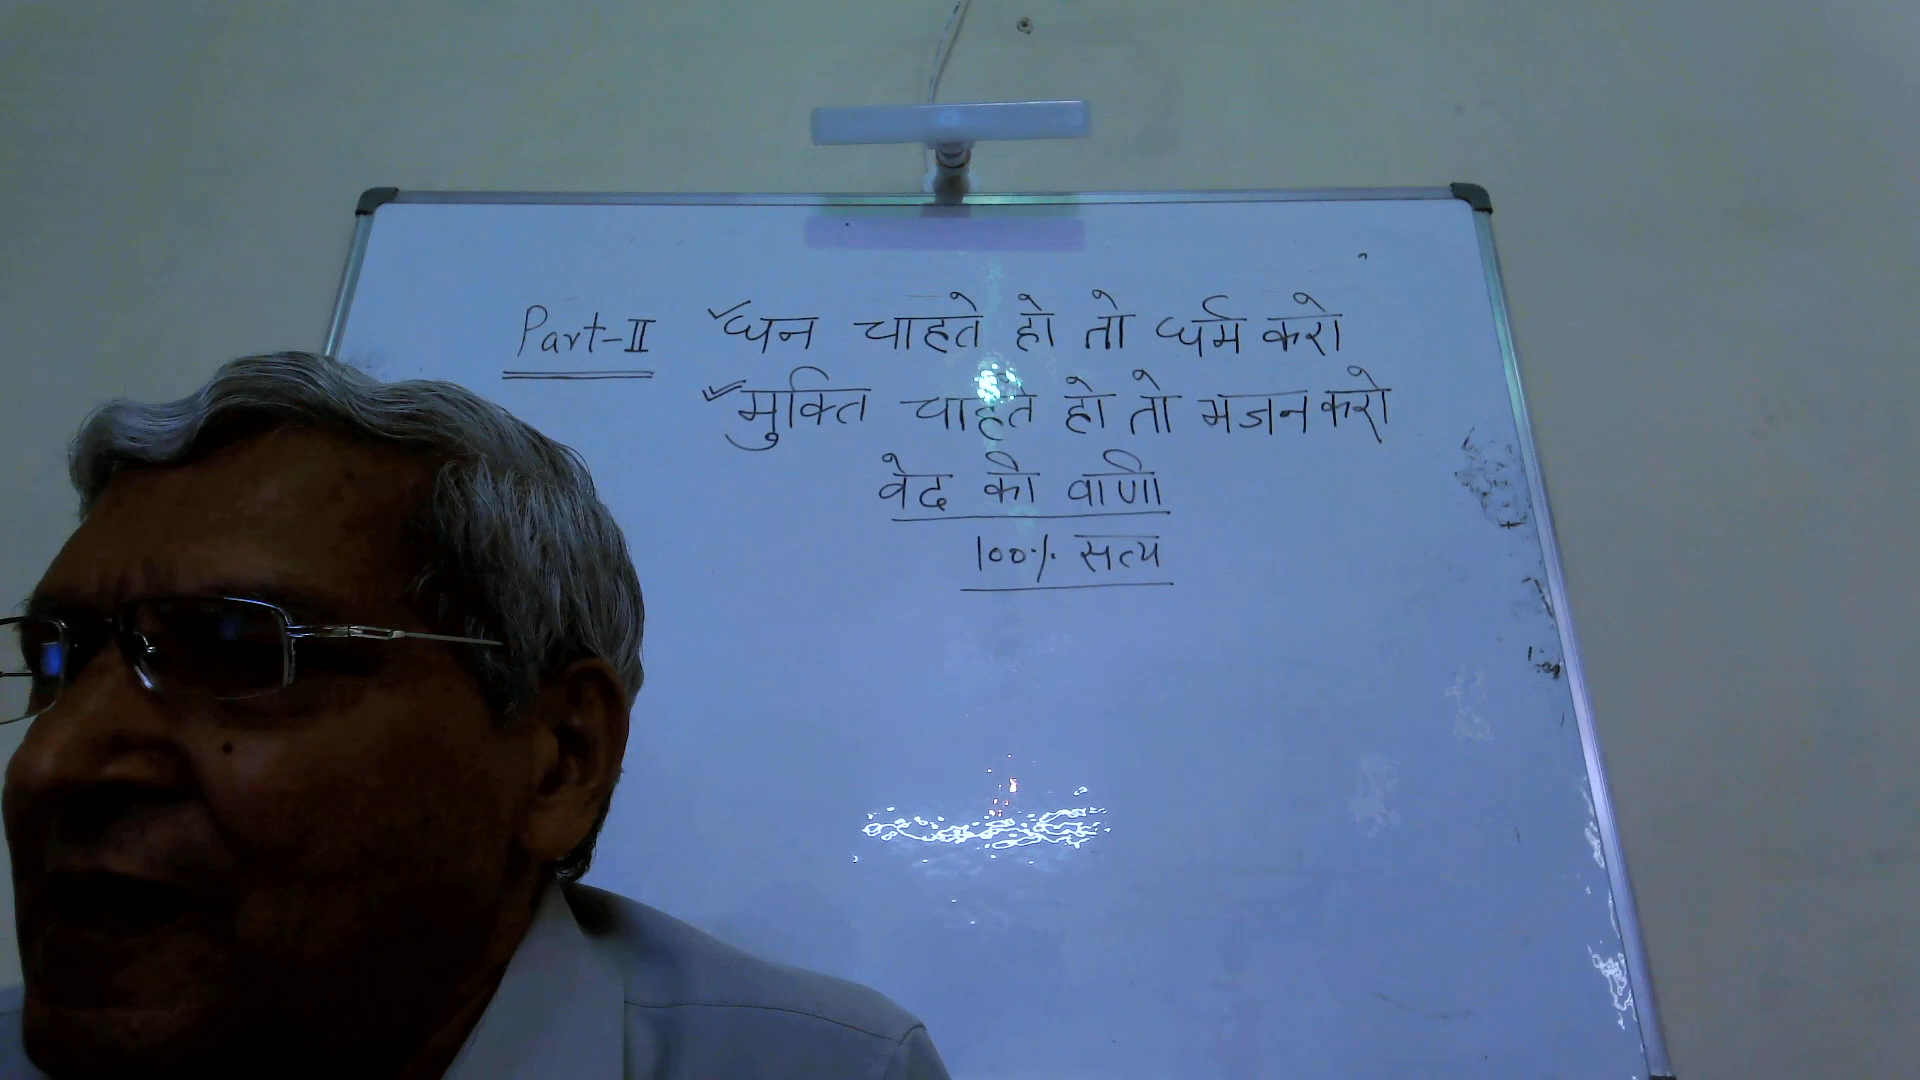 Part-II ✓धन चाहते हो तो धर्म करो
✓मुक्ति चाहते हो तो भजन करो
वेद की वाणी
100% सत्य